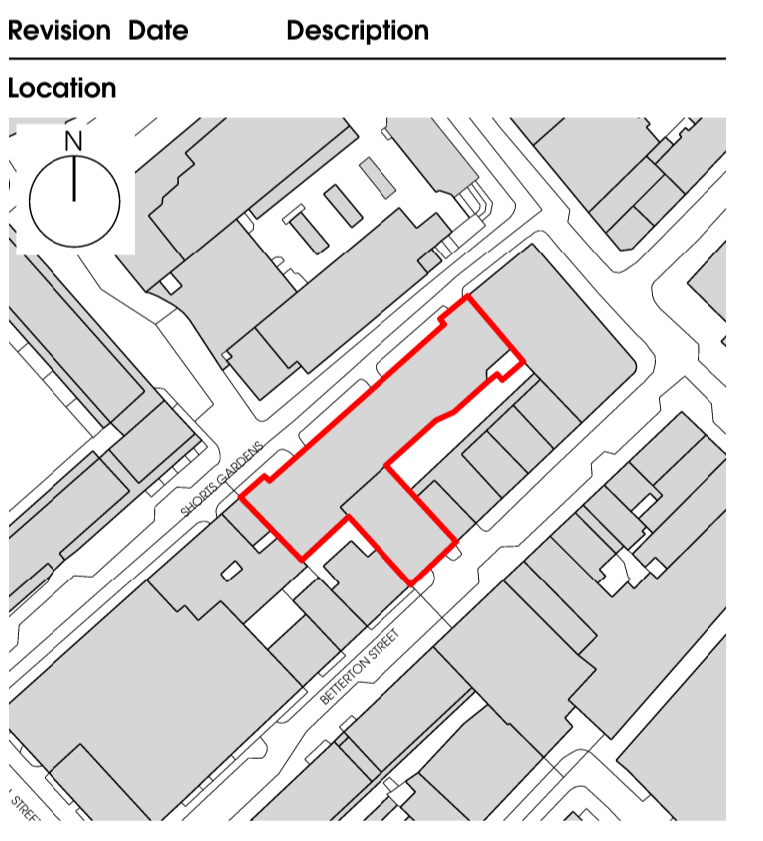 Revision Date Description
Location
N
SHORTS GARDENS
BETTERTON STREET